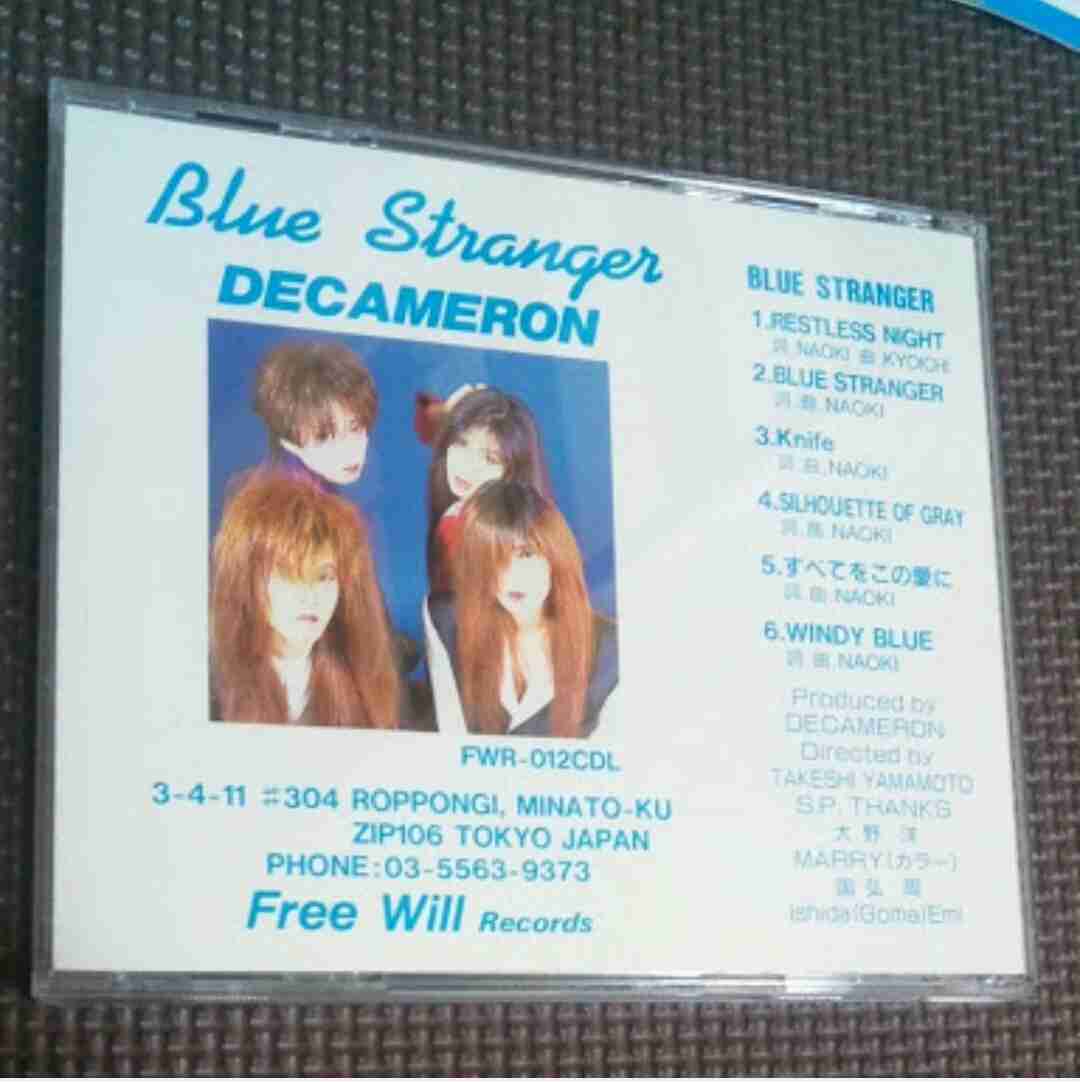 Blue Stranger
DECAMERON
FWR-012CDL
3-4-11 #304 ROPPONGI, MINATO-KU
ZIP106 TOKYO JAPAN
PHONE:03-5563-9373
Free Will Records
BLUE STRANGER
1.RESTLESS NIGHT
詞 NAOKI 曲 KYOICHI
2.BLUE STRANGER
詞.曲.NAOKI
3.Knife
詞.曲.NAOKI
4.SILHOUETTE OF GRAY
詞.曲.NAOKI
5.すべてをこの愛に
詞.曲.NAOKI
6.WINDY BLUE
詞.曲.NAOKI
Produced by
DECAMERON
Directed by
TAKESHI YAMAMOTO
S.P. THANKS
大野
MARRY(カラー)
国弘
Ishida(Goma)Emi